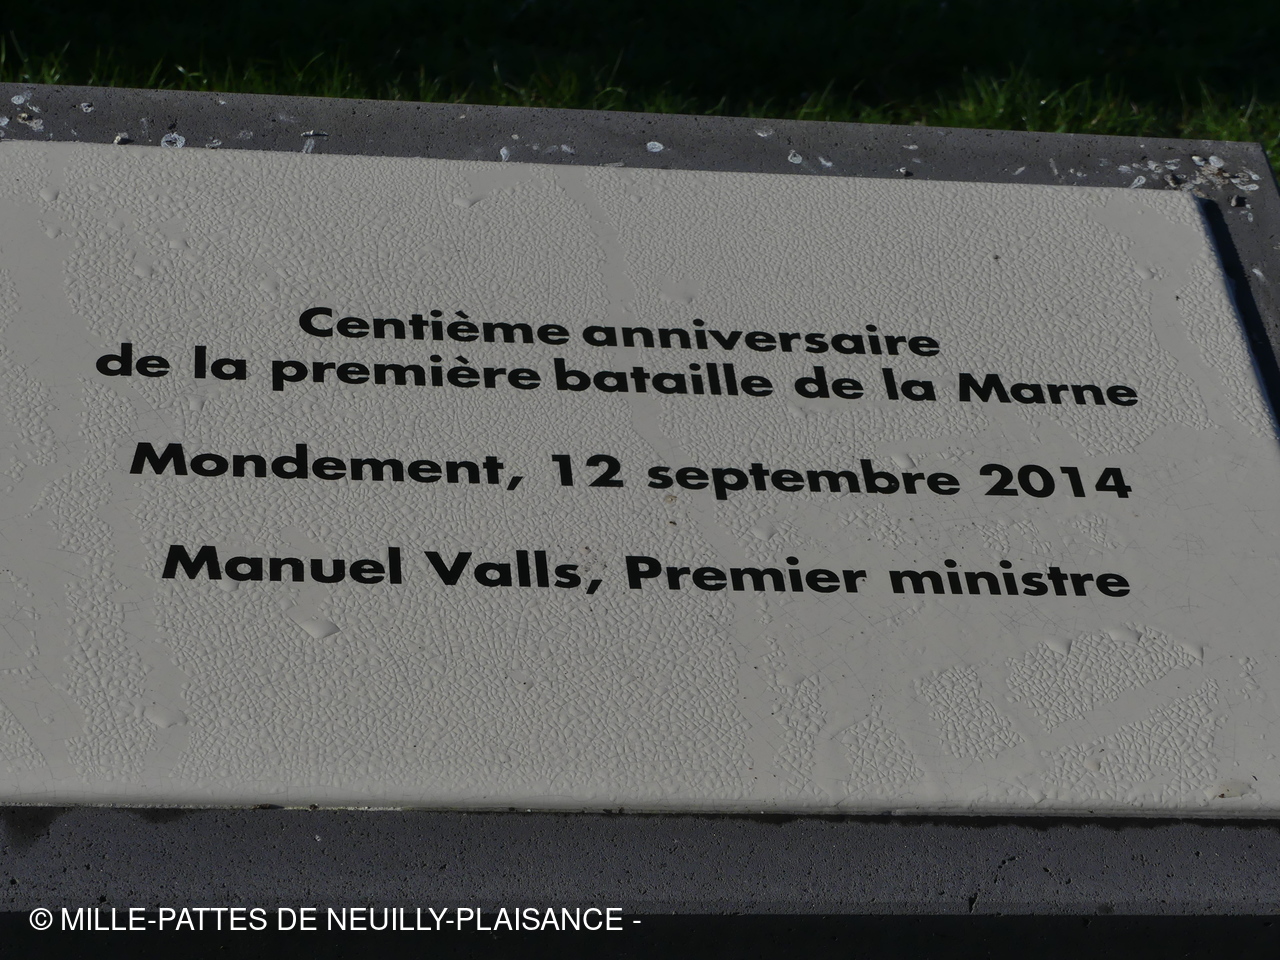 Centième anniversaire
de la première bataille de la Marne
Mondement, 12 septembre 2014
Manuel Valls, Premier ministre
© MILLE-PATTES DE NEUILLY-PLAISANCE -